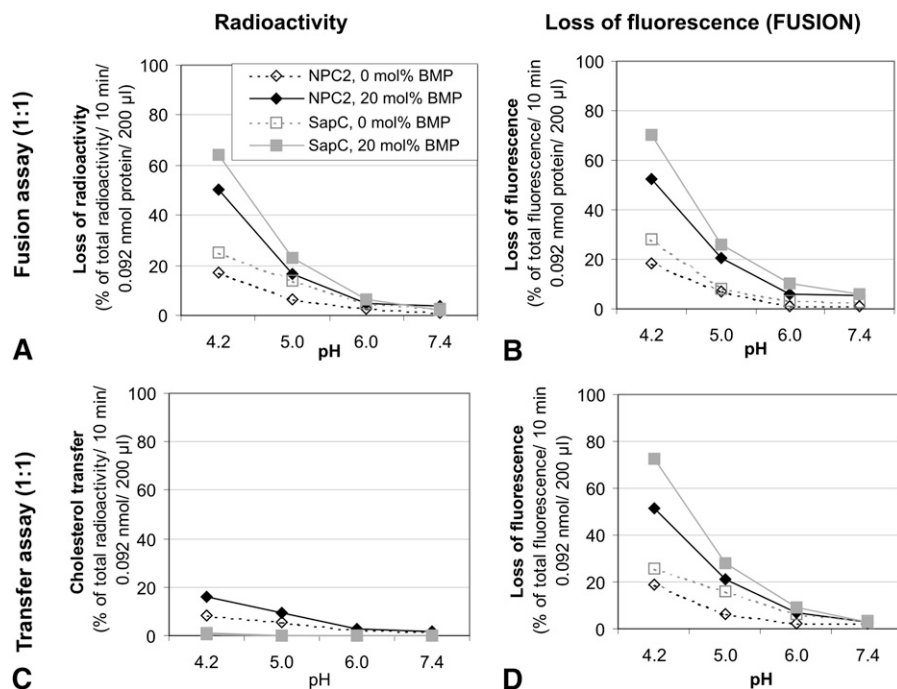 Radioactivity
Loss of fluorescence (FUSION)
Fusion assay (1:1)
Loss of radioactivity
(% of total radioactivity/ 10 min/
0.092 nmol protein/ 200 µl)
100
80
60
40
20
0
NPC2, 0 mol% BMP
NPC2, 20 mol% BMP
SapC, 0 mol% BMP
SapC, 20 mol% BMP
4.2 5.0 6.0 7.4
pH
A
Loss of fluorescence
(% of total fluorescence/ 10 min/
0.092 nmol protein/ 200 µl)
100
80
60
40
20
0
4.2 5.0 6.0 7.4
pH
B
Transfer assay (1:1)
Cholesterol transfer
(% of total radioactivity/ 10 min/
0.092 nmol/ 200 µl)
100
80
60
40
20
0
4.2 5.0 6.0 7.4
pH
C
Loss of fluorescence
(% of total fluorescence/ 10 min
0.092 nmol/ 200 µl)
100
80
60
40
20
0
4.2 5.0 6.0 7.4
pH
D